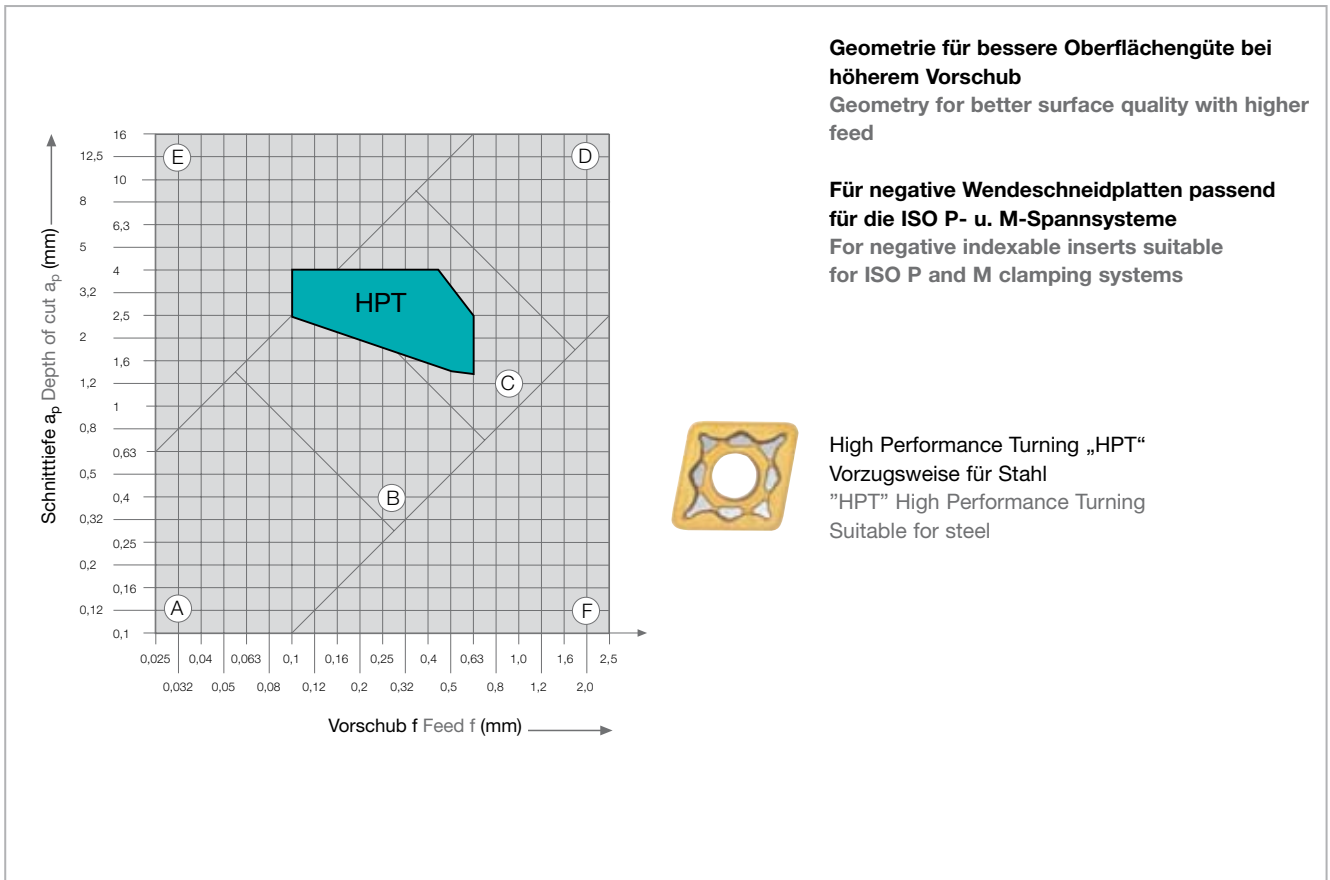 Geometrie für bessere Oberflächengüte bei
höherem Vorschub
Geometry for better surface quality with higher
feed
Für negative Wendeschneidplatten passend
für die ISO P- u. M-Spannsysteme
For negative indexable inserts suitable
for ISO P and M clamping systems
Schnitttiefe ap Depth of cut ap (mm)
16
12,5
10
8
6,3
5
4
3,2
2,5
2
1,6
1,2
1
0,8
0,63
0,5
0,4
0,32
0,25
0,2
0,16
0,12
0,1
E
D
HPT
C
B
A
F
0,025 0,04 0,063 0,1 0,16 0,25 0,4 0,63 1,0 1,6 2,5
0,032 0,05 0,08 0,12 0,2 0,32 0,5 0,8 1,2 2,0
Vorschub f Feed f (mm)
High Performance Turning „HPT“
Vorzugsweise für Stahl
”HPT” High Performance Turning
Suitable for steel